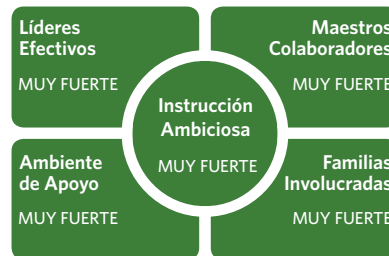 Líderes
Efectivos
MUY FUERTE
Maestros
Colaboradores
MUY FUERTE
Instrucción
Ambiciosa
MUY FUERTE
Ambiente
de Apoyo
MUY FUERTE
Familias
Involucradas
MUY FUERTE